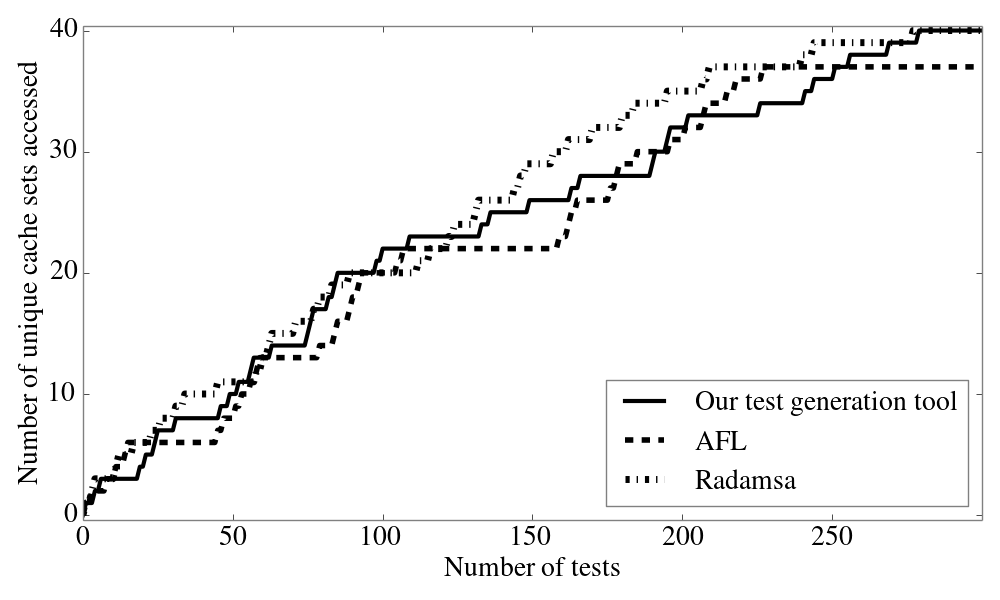 Number of unique cache sets accessed
40
30
20
10
0
0 50 100 150 200 250
Number of tests
Our test generation tool
AFL
Radamsa